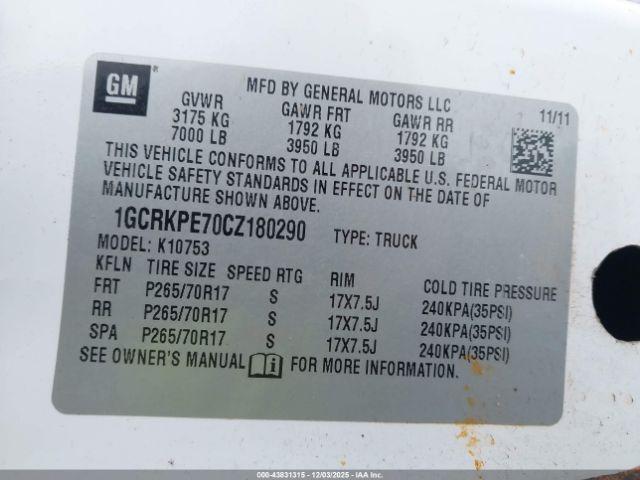 GM ®
MFD BY GENERAL MOTORS LLC
GVWR GAWR FRT GAWR RR 11/11
3175 KG 1792 KG 1792 KG
7000 LB 3950 LB 3950 LB
THIS VEHICLE CONFORMS TO ALL APPLICABLE U.S. FEDERAL MOTOR
VEHICLE SAFETY STANDARDS IN EFFECT ON THE DATE OF
MANUFACTURE SHOWN ABOVE.
1GCRKPE70CZ180290 TYPE: TRUCK
MODEL: K10753
KFLN TIRE SIZE SPEED RTG RIM COLD TIRE PRESSURE
FRT P265/70R17 S 17X7.5J 240KPA(35PSI)
RR P265/70R17 S 17X7.5J 240KPA(35PSI)
SPA P265/70R17 S 17X7.5J 240KPA(35PSI)
SEE OWNER'S MANUAL FOR MORE INFORMATION.
000-43831315 - 12/03/2025 - IAAI.COM